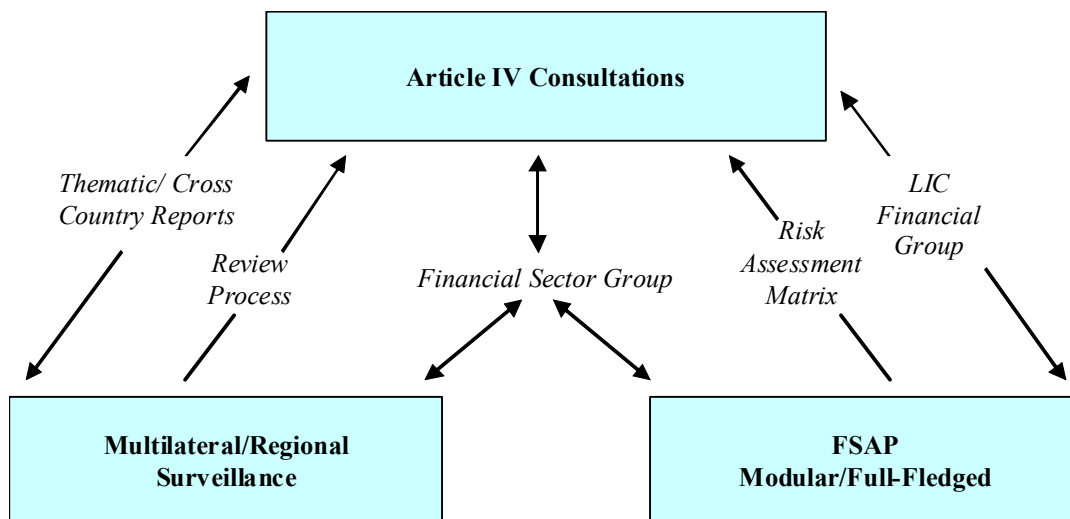 Article IV Consultations
Thematic/ Cross
Country Reports
Review
Process
Financial Sector Group
Risk
Assessment
Matrix
LIC
Financial
Group
Multilateral/Regional
Surveillance
FSAP
Modular/Full-Fledged